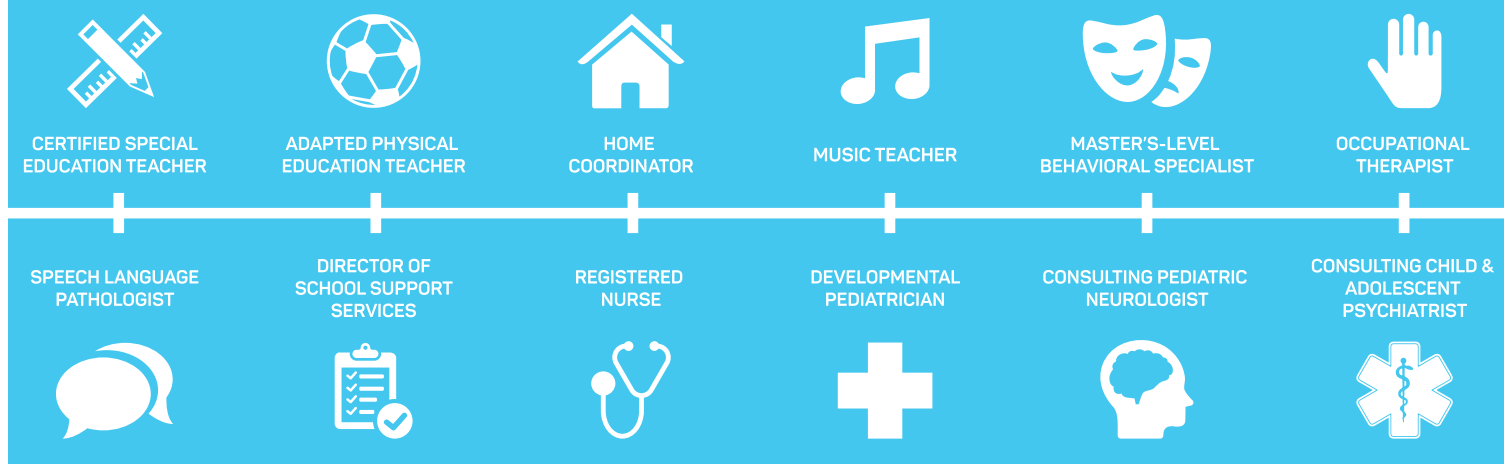 CERTIFIED SPECIAL
EDUCATION TEACHER
ADAPTED PHYSICAL
EDUCATION TEACHER
HOME
COORDINATOR
MUSIC TEACHER
MASTER'S-LEVEL
BEHAVIORAL SPECIALIST
OCCUPATIONAL
THERAPIST
SPEECH LANGUAGE
PATHOLOGIST
DIRECTOR OF
SCHOOL SUPPORT
SERVICES
REGISTERED
NURSE
DEVELOPMENTAL
PEDIATRICIAN
CONSULTING PEDIATRIC
NEUROLOGIST
CONSULTING CHILD &
ADOLESCENT
PSYCHIATRIST